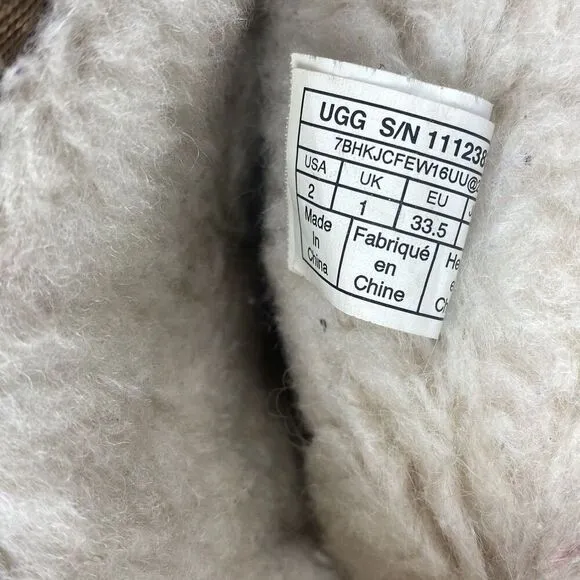 UGG S/N 111238
7BHKJCFEW16UU@
USA UK EU
2 1 33.5
Made Fabriqué
in en
China Chine